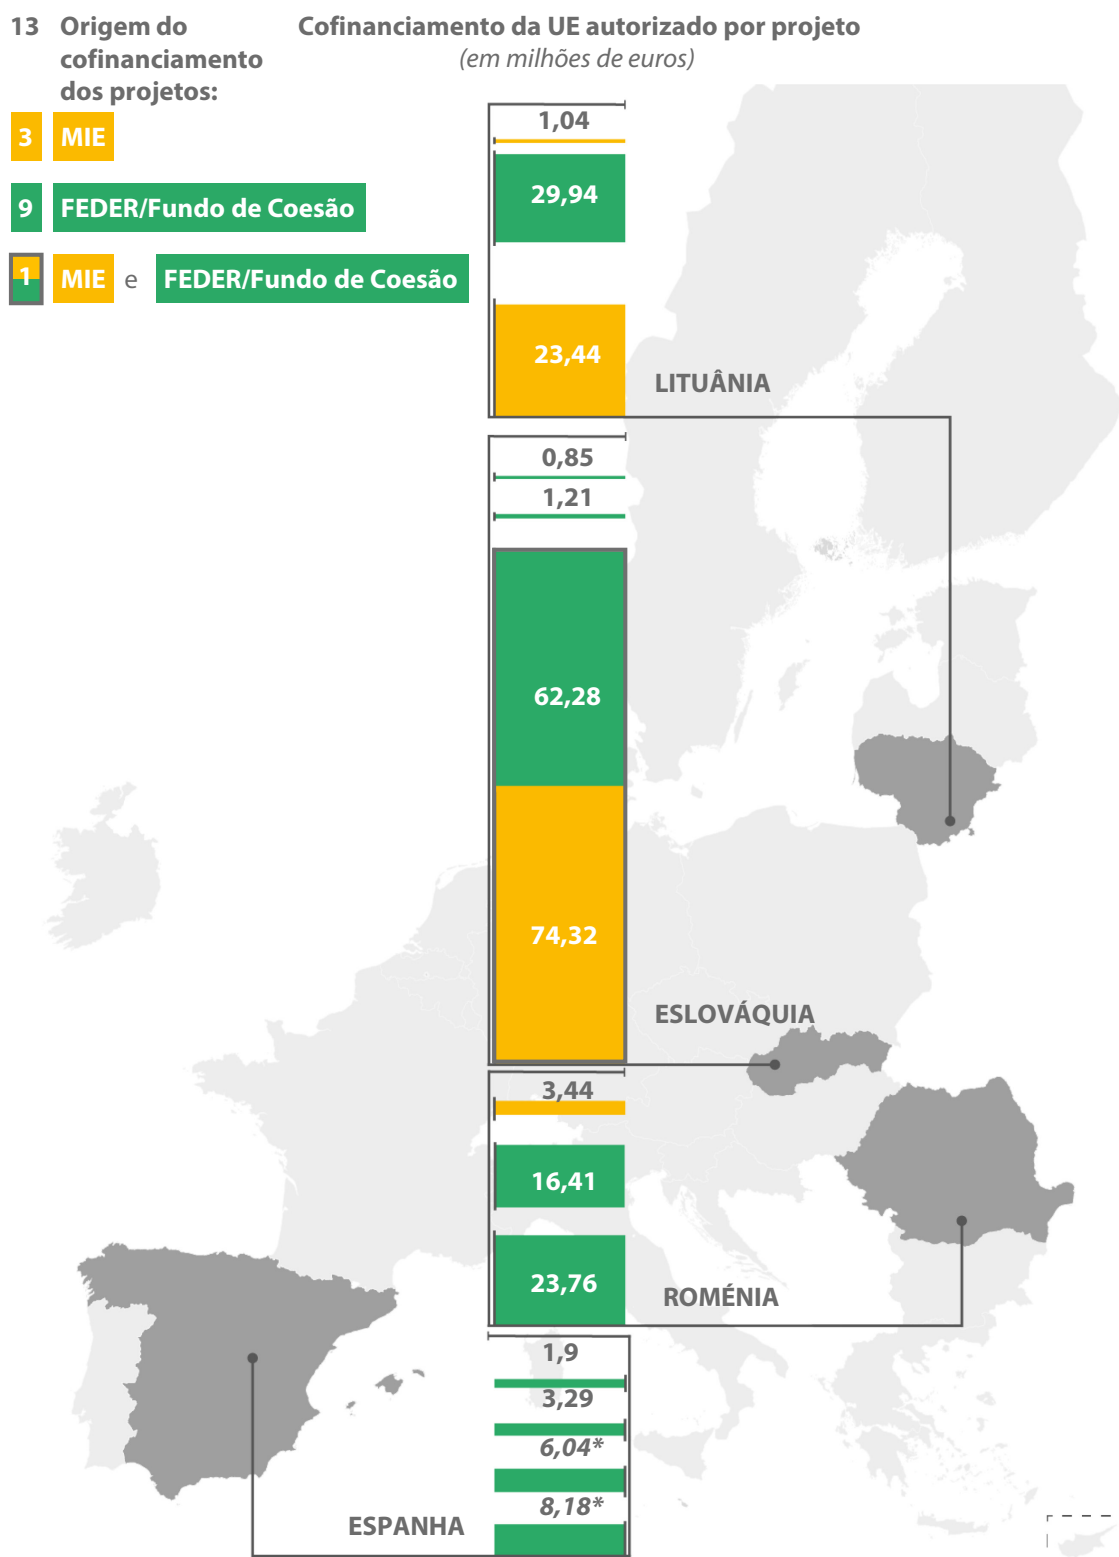 13 Origem do cofinanciamento dos projetos:
3 MIE
9 FEDER/Fundo de Coesão
1 MIE e FEDER/Fundo de Coesão
Cofinanciamento da UE autorizado por projeto
(em milhões de euros)
1,04
29,94
23,44
LITUÂNIA
0,85
1,21
62,28
74,32
ESLOVÁQUIA
3,44
16,41
23,76
ROMÉNIA
1,9
3,29
6,04*
8,18*
ESPANHA